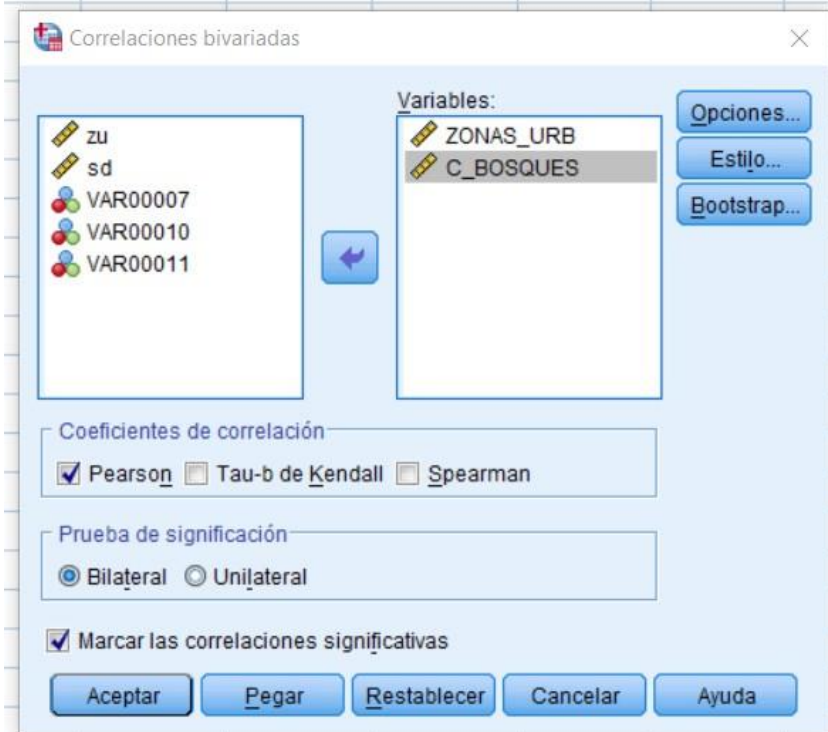 Correlaciones bivariadas
zu
sd
VAR00007
VAR00010
VAR00011
Variables:
ZONAS_URB
C_BOSQUES
Opciones...
Estilo...
Bootstrap...
Coeficientes de correlación
Pearson Tau-b de Kendall Spearman
Prueba de significación
Bilateral Unilateral
Marcar las correlaciones significativas
Aceptar Pegar Restablecer Cancelar Ayuda